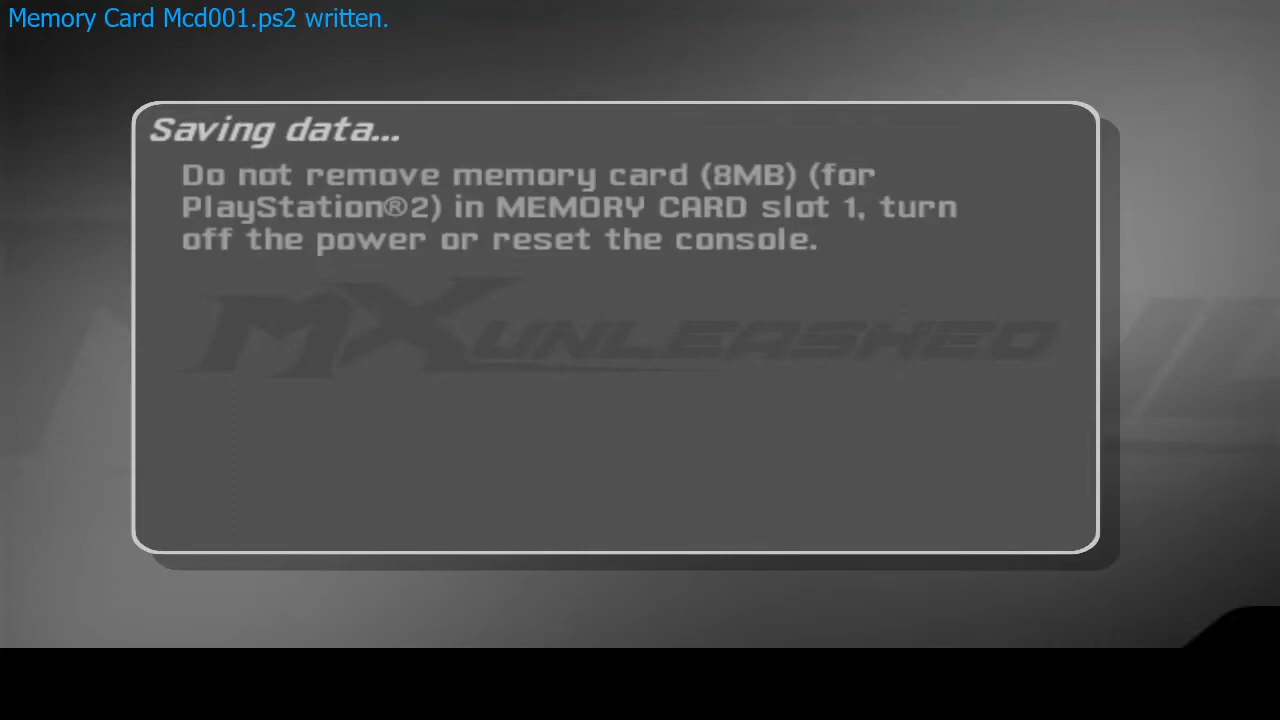 Memory Card Mcd001.ps2 written.
Saving data...
Do not remove memory card (8MB) (for
PlayStation®2) in MEMORY CARD slot 1, turn
off the power or reset the console.
MX UNLEASHED